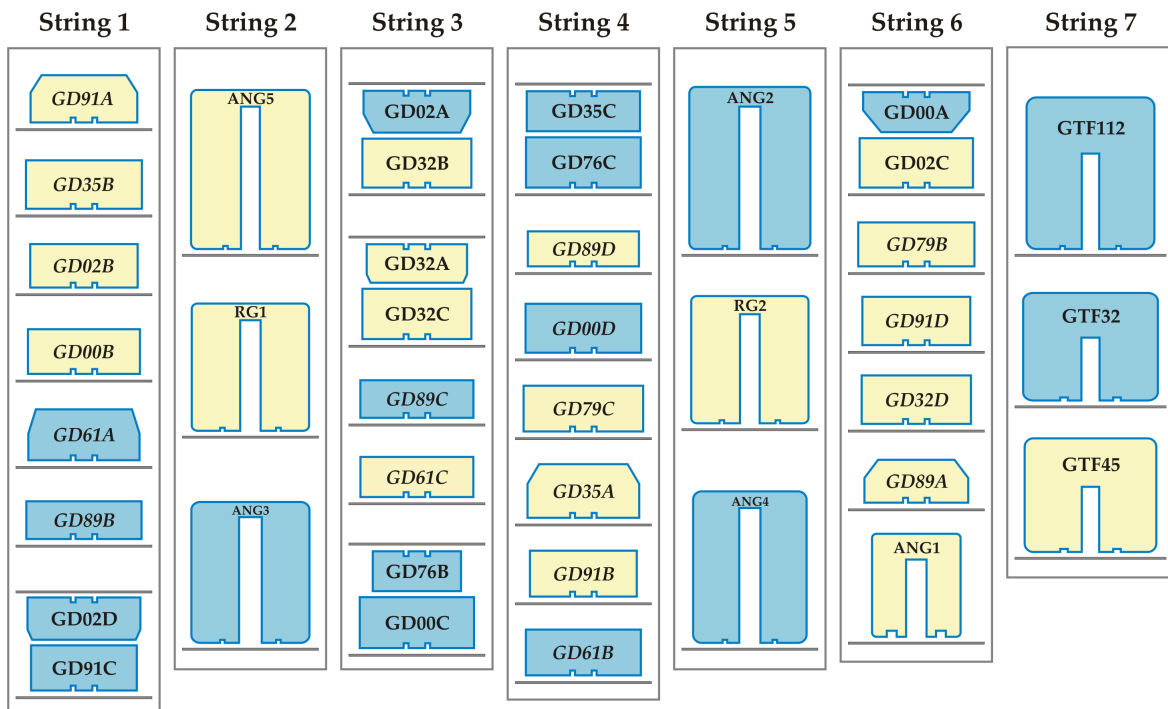 String 1
String 2
String 3
String 4
String 5
String 6
String 7
GD91A
GD35B
GD02B
GD00B
GD61A
GD89B
GD02D
GD91C
ANG5
RG1
ANG3
GD02A
GD32B
GD32A
GD32C
GD89C
GD61C
GD76B
GD00C
GD35C
GD76C
GD89D
GD00D
GD79C
GD35A
GD91B
GD61B
ANG2
RG2
ANG4
GD00A
GD02C
GD79B
GD91D
GD32D
GD89A
ANG1
GTF112
GTF32
GTF45